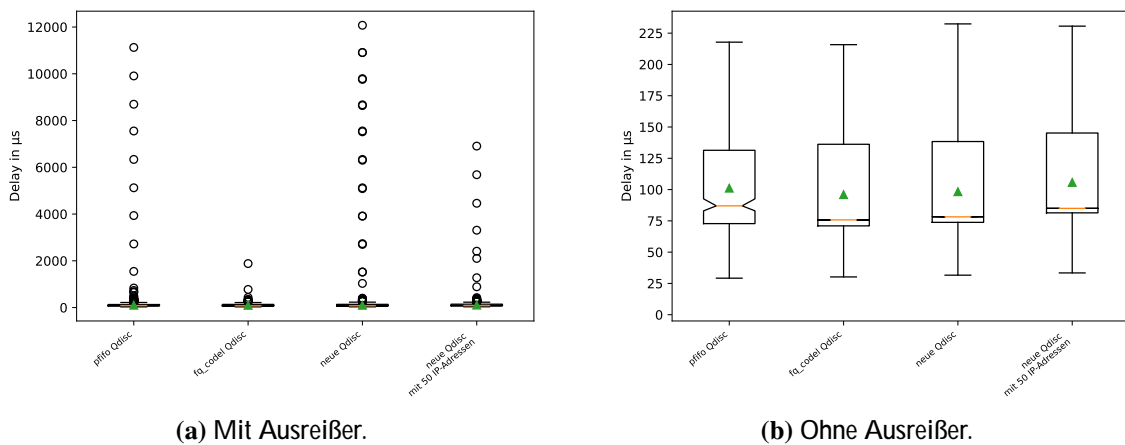 12000
10000
8000
6000
4000
2000
0
Delay in µs
pfifo Qdisc
fq_codel Qdisc
neue Qdisc
neue Qdisc
mit 50 IP-Adressen
(a) Mit Ausreißer.
225
200
175
150
125
100
75
50
25
0
Delay in µs
pfifo Qdisc
fq_codel Qdisc
neue Qdisc
neue Qdisc
mit 50 IP-Adressen
(b) Ohne Ausreißer.